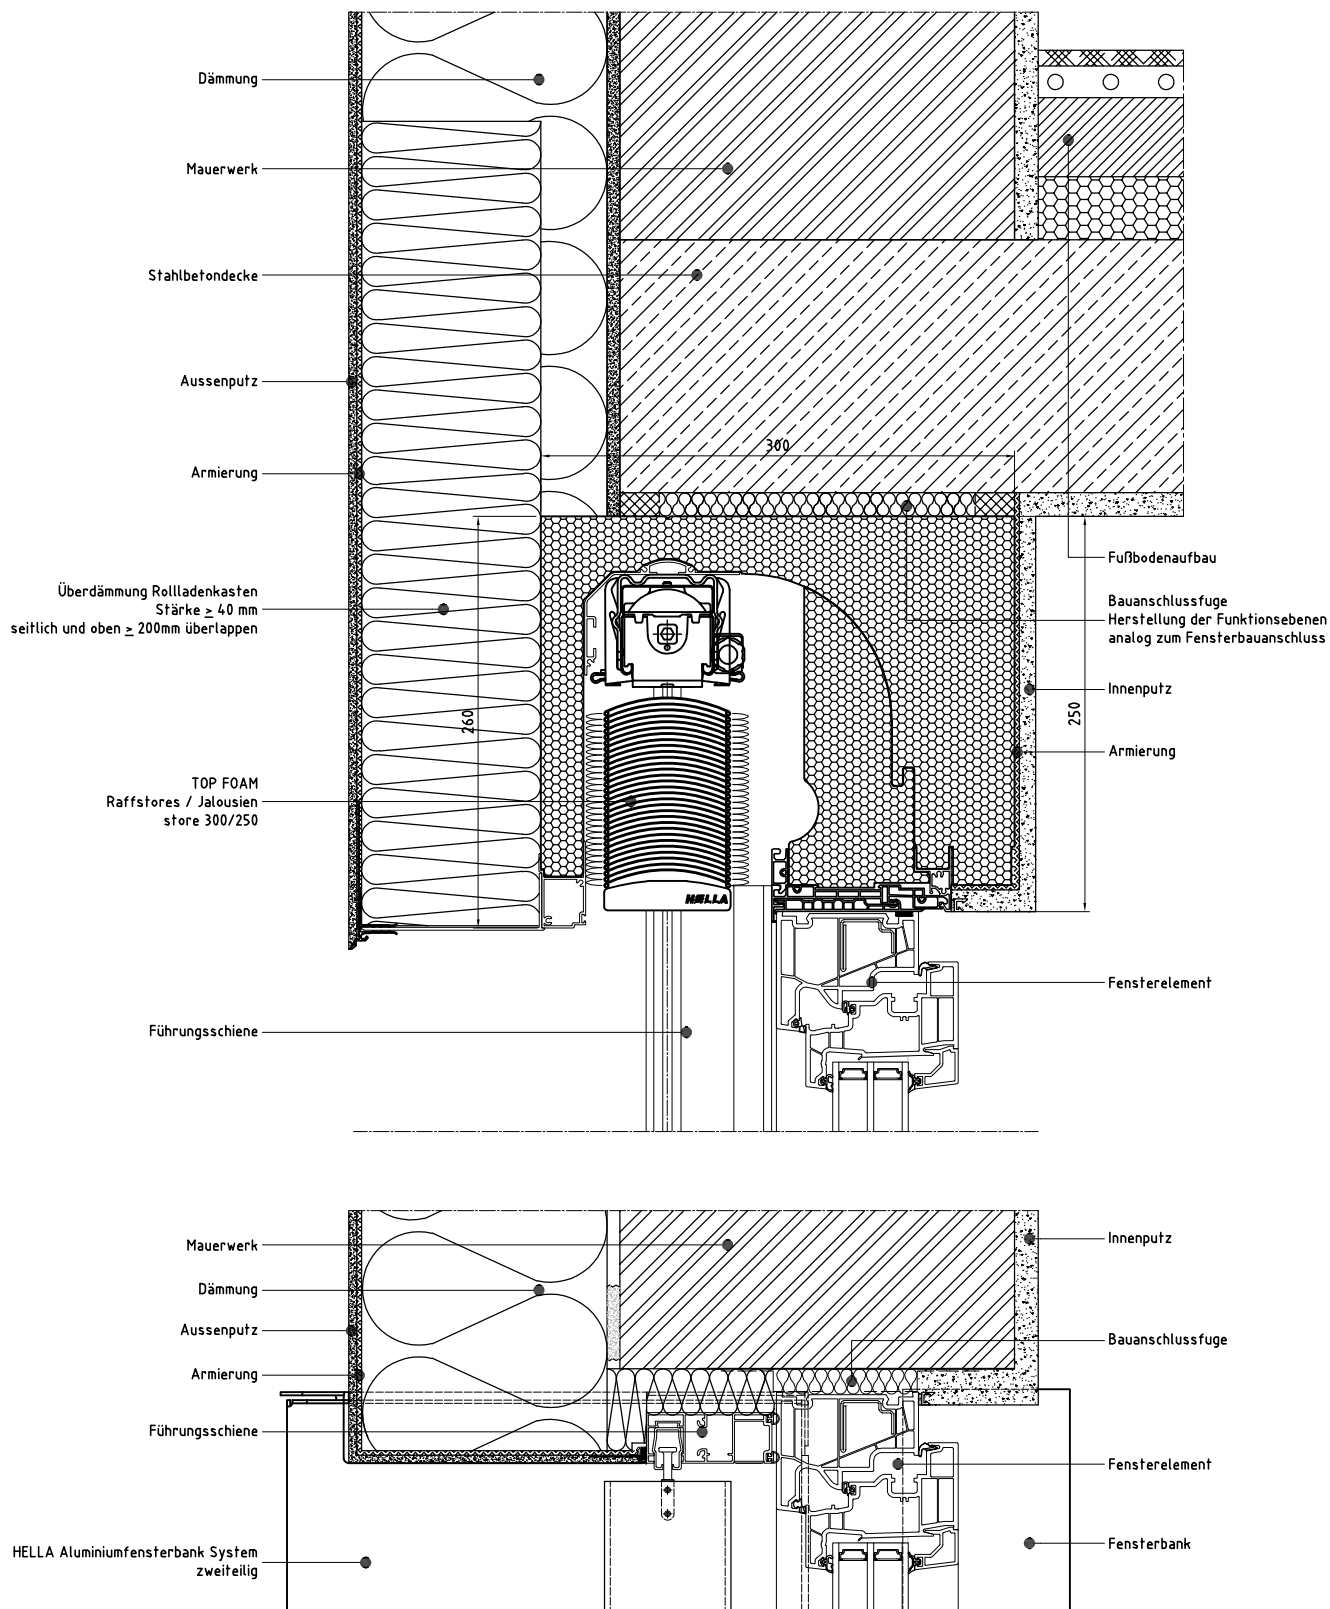 Dämmung
Mauerwerk
Stahlbetondecke
Aussenputz
Armierung
300
Fußbodenaufbau
Überdämmung Rollladenkasten
Stärke ≥ 40 mm
seitlich und oben ≥ 200mm überlappen
Bauanschlussfuge
Herstellung der Funktionsebenen
analog zum Fensterbauanschluss
Innenputz
260
250
Armierung
TOP FOAM
Raffstores / Jalousien
store 300/250
HELLA
Fensterelement
Führungsschiene
Mauerwerk
Innenputz
Dämmung
Aussenputz
Bauanschlussfuge
Armierung
Führungsschiene
Fensterelement
HELLA Aluminiumfensterbank System
zweiteilig
Fensterbank